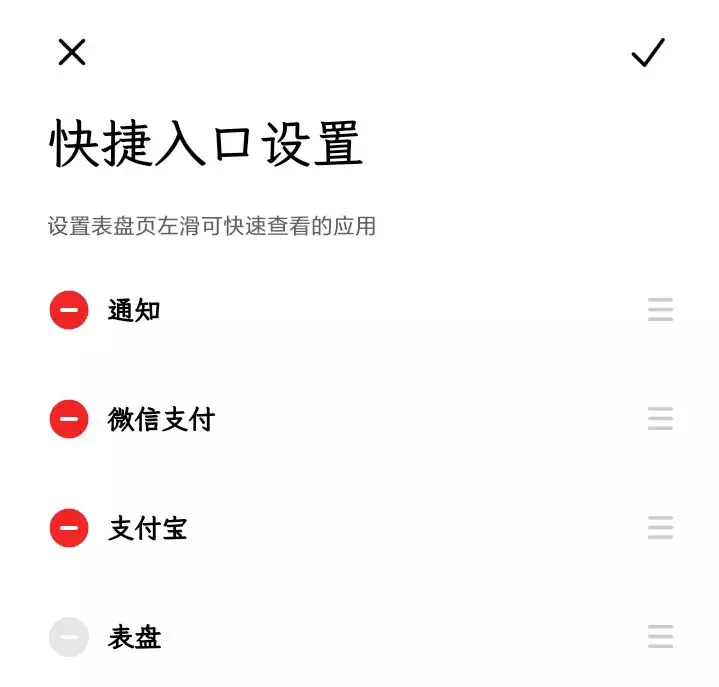 快捷入口设置
设置表盘页左滑可快速查看的应用
通知
微信支付
支付宝
表盘